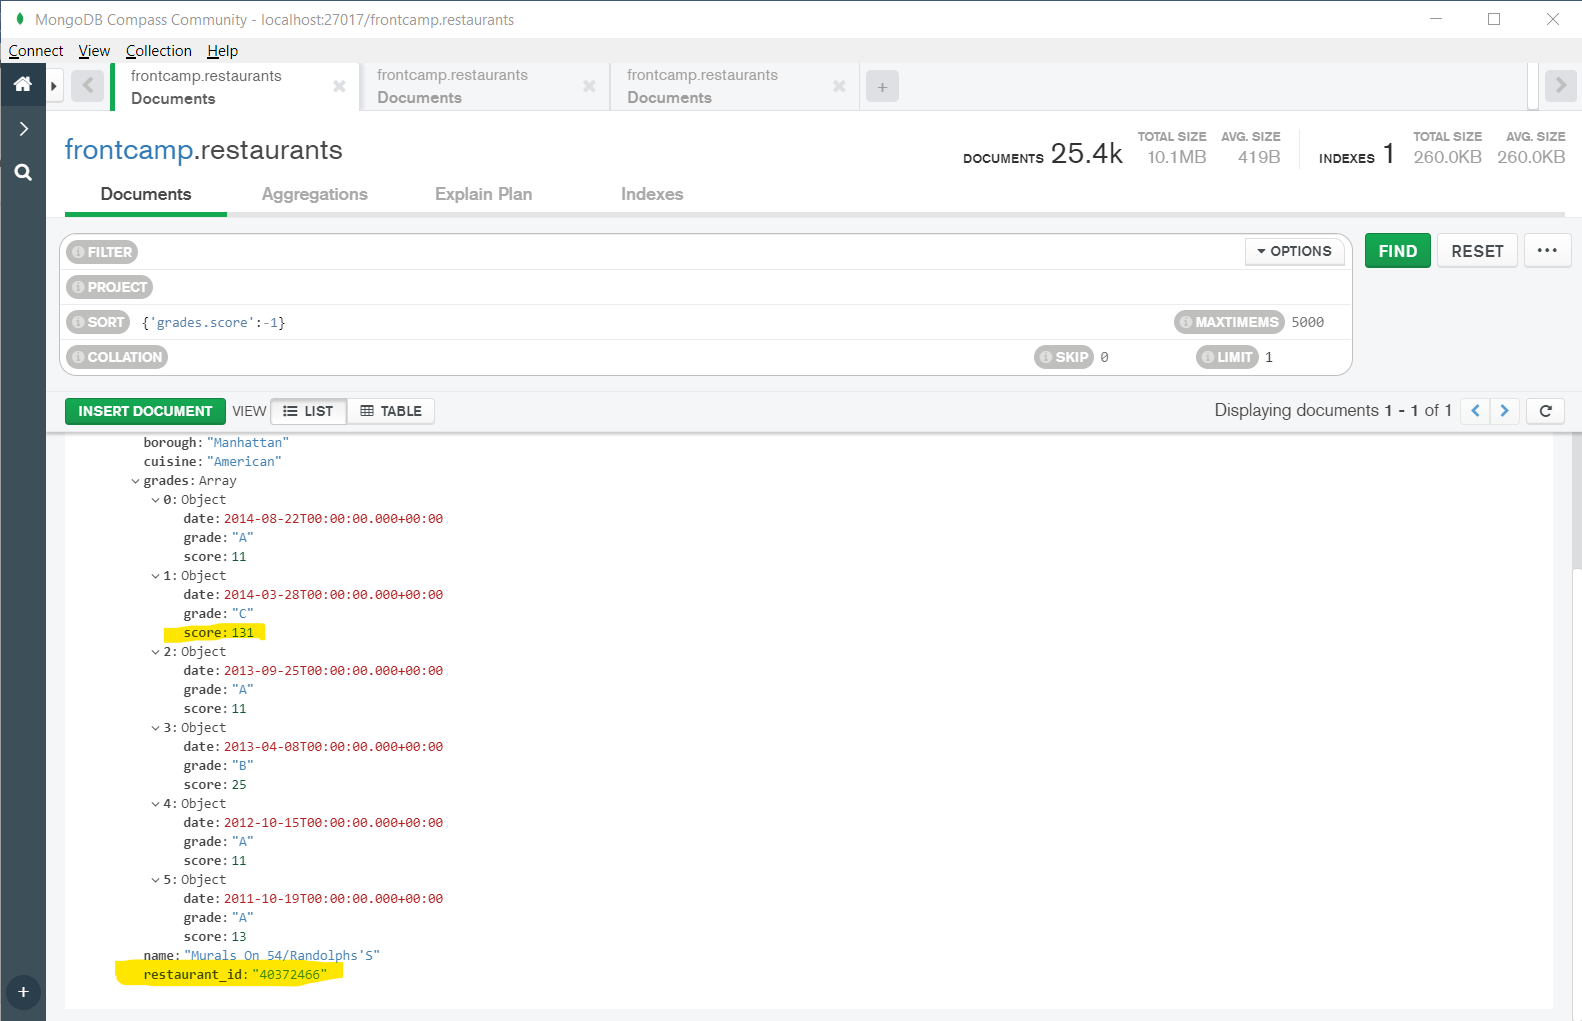 MongoDB Compass Community - localhost:27017/frontcamp.restaurants
Connect View Collection Help
frontcamp.restaurants
Documents
frontcamp.restaurants
Documents
frontcamp.restaurants
Documents
frontcamp.restaurants
DOCUMENTS 25.4k
TOTAL SIZE
10.1MB
AVG. SIZE
419B
INDEXES 1
TOTAL SIZE
260.0KB
AVG. SIZE
260.0KB
Documents Aggregations Explain Plan Indexes
FILTER OPTIONS FIND RESET ...
PROJECT
SORT {'grades.score':-1} MAXTIMEMS 5000
COLLATION SKIP 0 LIMIT 1
INSERT DOCUMENT VIEW LIST TABLE Displaying documents 1 - 1 of 1
borough: "Manhattan"
cuisine: "American"
grades: Array
0: Object
date: 2014-08-22T00:00:00.000+00:00
grade: "A"
score: 11
1: Object
date: 2014-03-28T00:00:00.000+00:00
grade: "C"
score: 131
2: Object
date: 2013-09-25T00:00:00.000+00:00
grade: "A"
score: 11
3: Object
date: 2013-04-08T00:00:00.000+00:00
grade: "B"
score: 25
4: Object
date: 2012-10-15T00:00:00.000+00:00
grade: "A"
score: 11
5: Object
date: 2011-10-19T00:00:00.000+00:00
grade: "A"
score: 13
name: "Murals On 54/Randolphs'S"
restaurant_id: "40372466"